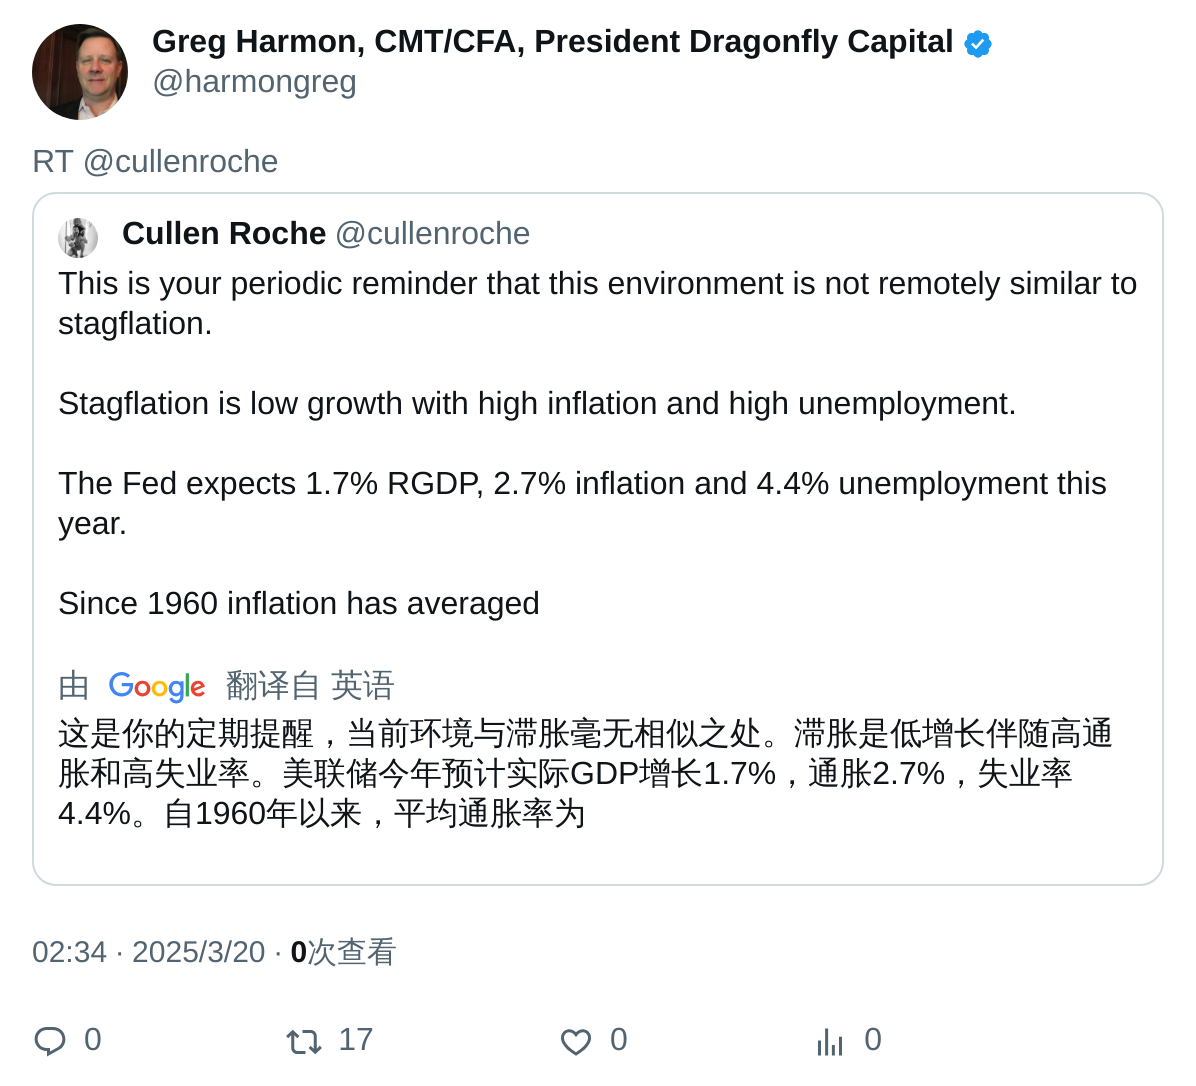 Greg Harmon, CMT/CFA, President Dragonfly Capital
@harmongreg
RT @cullenroche
Cullen Roche @cullenroche
This is your periodic reminder that this environment is not remotely similar to
stagflation.
Stagflation is low growth with high inflation and high unemployment.
The Fed expects 1.7% RGDP, 2.7% inflation and 4.4% unemployment this
year.
Since 1960 inflation has averaged
由 Google 翻译自 英语
这是你的定期提醒，当前环境与滞胀毫无相似之处。滞胀是低增长伴随高通
胀和高失业率。美联储今年预计实际GDP增长1.7%，通胀2.7%，失业率
4.4%。自1960年以来，平均通胀率为
02:34 · 2025/3/20 · 0次查看
0 17 0 0